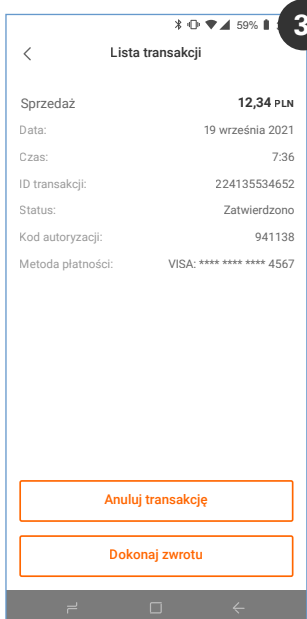 59%
3
Lista transakcji
Sprzedaż 12,34 PLN
Data: 19 września 2021
Czas: 7:36
ID transakcji: 224135534652
Status: Zatwierdzono
Kod autoryzacji: 941138
Metoda płatności: VISA: **** **** **** 4567
Anuluj transakcję
Dokonaj zwrotu